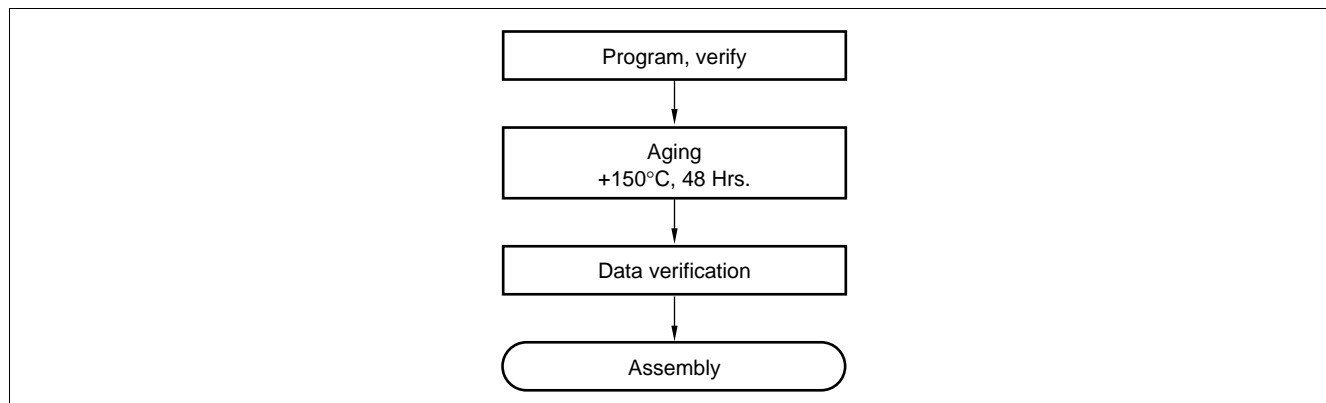 Program, verify
Aging
+150°C, 48 Hrs.
Data verification
Assembly